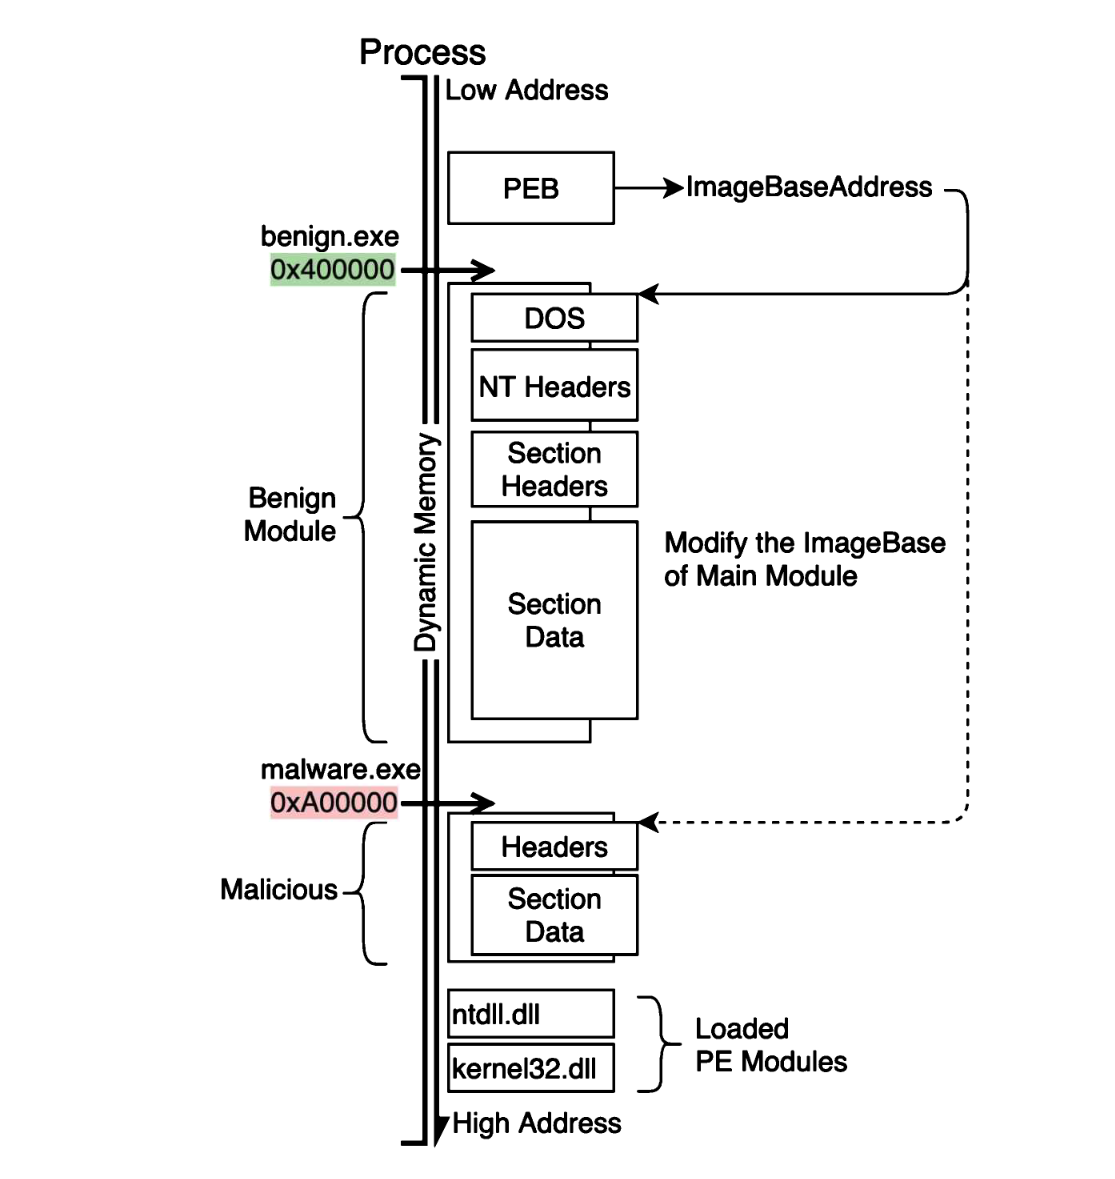 Process
Low Address
PEB
ImageBaseAddress
benign.exe
0x400000
DOS
NT Headers
Section
Headers
Benign
Module
Dynamic Memory
Modify the ImageBase
of Main Module
Section
Data
malware.exe
0xA00000
Headers
Malicious
Section
Data
ntdll.dll
kernel32.dll
Loaded
PE Modules
High Address